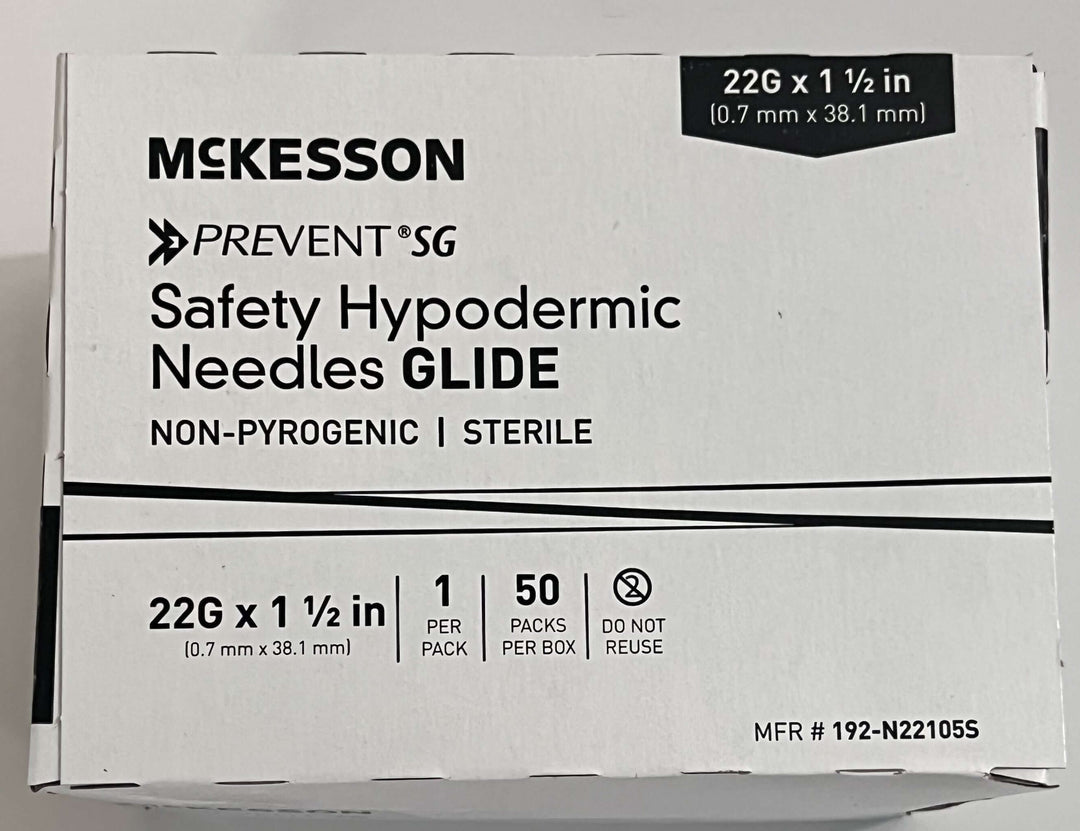 22G x 1 ½ in
(0.7 mm x 38.1 mm)
McKESSON
PREVENT® SG
Safety Hypodermic
Needles GLIDE
NON-PYROGENIC | STERILE
22G x 1 ½ in
(0.7 mm x 38.1 mm)
1
PER
PACK
50
PACKS
PER BOX
2
DO NOT
REUSE
MFR # 192-N22105S